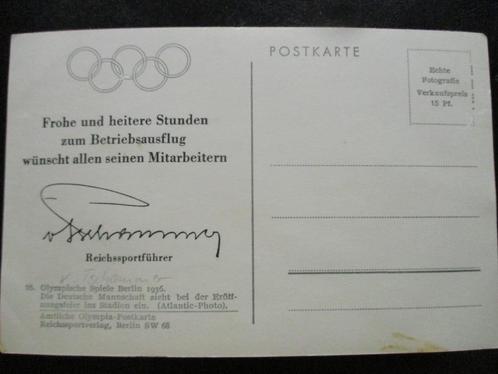 POSTKARTE
Echte
Fotografie
Verkaufspreis
15 Pf.
Frohe und heitere Stunden
zum Betriebsausflug
wünscht allen seinen Mitarbeitern
v. Tschammer
Reichssportführer
v. Tschammer
Olympische Spiele Berlin 1936.
Die Deutsche Mannschaft zieht bei der Eröff-
nungsfeier ins Stadion ein. (Atlantic-Photo).
Amtliche Olympia-Postkarte
Reichssportverlag, Berlin SW 68